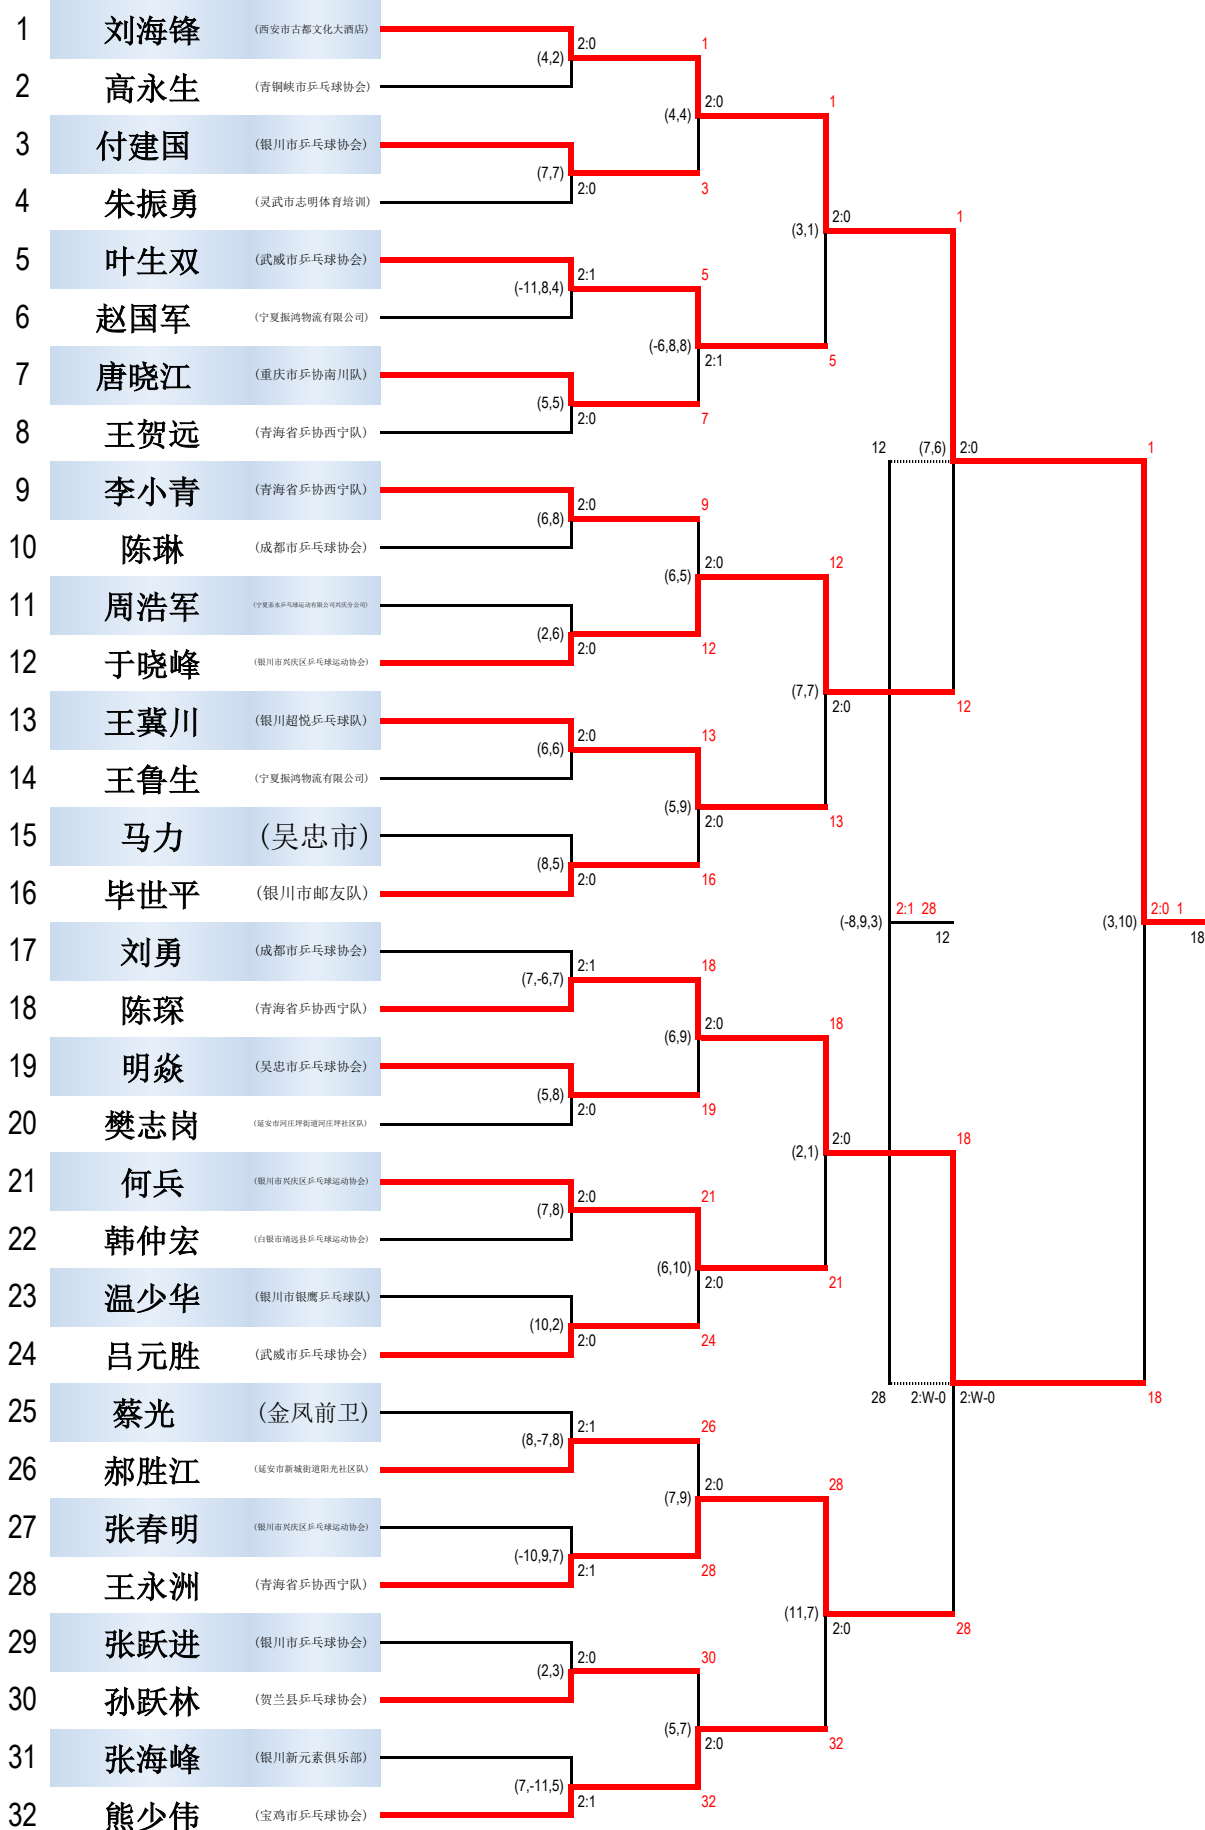 1 刘海锋 (西安市古都文化大酒店)
2:0 1
(4,2)
2 高永生 (青铜峡市乒乓球协会)
2:0 1
(4,4)
3 付建国 (银川市乒乓球协会)
(7,7)
2:0 3
4 朱振勇 (灵武市志明体育培训)
2:0 1
(3,1)
5 叶生双 (武威市乒乓球协会)
2:1 5
(-11,8,4)
6 赵国军 (宁夏振鸿物流有限公司)
(-6,8,8)
2:1 5
7 唐晓江 (重庆市乒协南川队)
(5,5)
2:0 7
8 王贺远 (青海省乒协西宁队)
12 (7,6) 2:0 1
9 李小青 (青海省乒协西宁队)
2:0 9
(6,8)
10 陈琳 (成都市乒乓球协会)
2:0 12
(6,5)
11 周浩军
(2,6)
2:0 12
12 于晓峰 (银川市兴庆区乒乓球运动协会)
(7,7)
2:0 12
13 王冀川 (银川超悦乒乓球队)
2:0 13
(6,6)
14 王鲁生 (宁夏振鸿物流有限公司)
(5,9)
2:0 13
15 马力 (吴忠市)
(8,5)
2:0 16
16 毕世平 (银川市邮友队)
2:1 28
(-8,9,3)
12
2:0 1
(3,10)
18
17 刘勇 (成都市乒乓球协会)
2:1 18
(7,-6,7)
18 陈琛 (青海省乒协西宁队)
2:0 18
(6,9)
19 明焱 (吴忠市乒乓球协会)
(5,8)
2:0 19
20 樊志岗 (延安市河庄坪街道河庄坪社区队)
2:0 18
(2,1)
21 何兵 (银川市兴庆区乒乓球运动协会)
2:0 21
(7,8)
22 韩仲宏 (白银市靖远县乒乓球运动协会)
(6,10)
2:0 21
23 温少华 (银川市银鹰乒乓球队)
(10,2)
2:0 24
24 吕元胜 (武威市乒乓球协会)
28 2:W-0 2:W-0 18
25 蔡光 (金凤前卫)
2:1 26
(8,-7,8)
26 郝胜江 (延安市新城街道阳光社区队)
2:0 28
(7,9)
27 张春明 (银川市兴庆区乒乓球运动协会)
(-10,9,7)
2:1 28
28 王永洲 (青海省乒协西宁队)
(11,7)
2:0 28
29 张跃进 (银川市乒乓球协会)
2:0 30
(2,3)
30 孙跃林 (贺兰县乒乓球协会)
(5,7)
2:0 32
31 张海峰 (银川新元素俱乐部)
(7,-11,5)
2:1 32
32 熊少伟 (宝鸡市乒乓球协会)